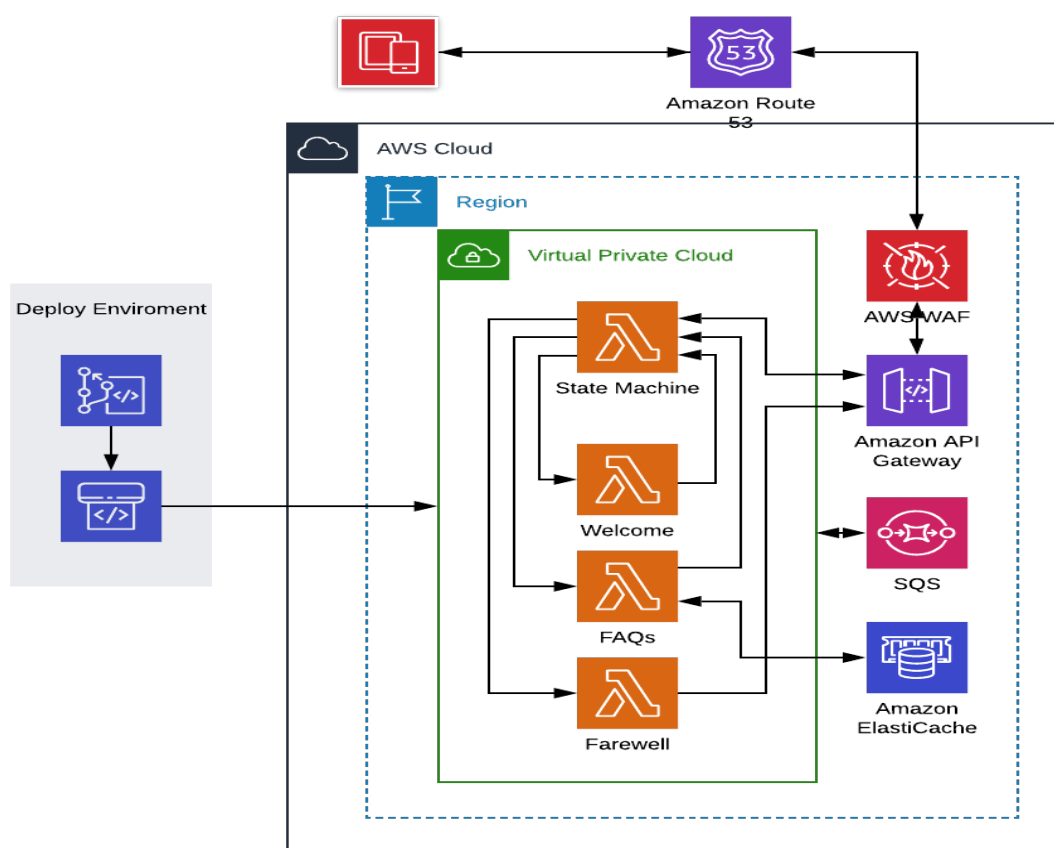 53
Amazon Route
53
AWS Cloud
Region
Virtual Private Cloud
Deploy Enviroment
AWS WAF
State Machine
Amazon API
Gateway
Welcome
SQS
FAQs
Amazon
ElastiCache
Farewell